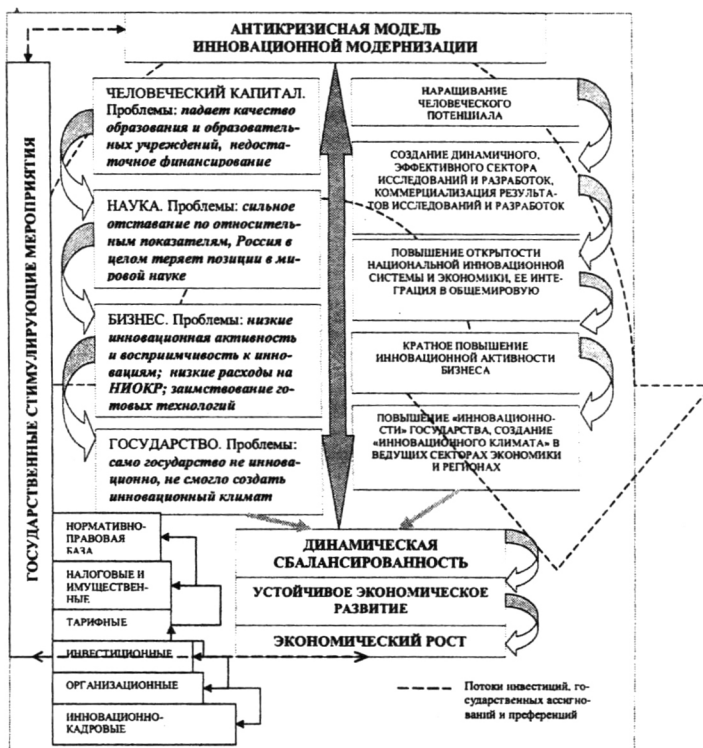 АНТИКРИЗИСНАЯ МОДЕЛЬ
ИННОВАЦИОННОЙ МОДЕРНИЗАЦИИ
ГОСУДАРСТВЕННЫЕ СТИМУЛИРУЮЩИЕ МЕРОПРИЯТИЯ
ЧЕЛОВЕЧЕСКИЙ КАПИТАЛ.
Проблемы: падает качество
образования и образователь-
ных учреждений, недоста-
точное финансирование
НАУКА. Проблемы: сильное
отставание по относитель-
ным показателям, Россия в
целом теряет позиции в ми-
ровой науке
БИЗНЕС. Проблемы: низкие
инновационная активность
и восприимчивость к инно-
вациям; низкие расходы на
НИОКР; заимствование го-
товых технологий
ГОСУДАРСТВО. Проблемы:
само государство не иннова-
ционно, не смогло создать
инновационный климат
НАРАЩИВАНИЕ
ЧЕЛОВЕЧЕСКОГО
ПОТЕНЦИАЛА
СОЗДАНИЕ ДИНАМИЧНОГО,
ЭФФЕКТИВНОГО СЕКТОРА
ИССЛЕДОВАНИЙ И РАЗРАБОТОК,
КОММЕРЦИАЛИЗАЦИЯ РЕЗУЛЬТА-
ТОВ ИССЛЕДОВАНИЙ И РАЗРАБОТОК
ПОВЫШЕНИЕ ОТКРЫТОСТИ
НАЦИОНАЛЬНОЙ ИННОВАЦИОННОЙ
СИСТЕМЫ И ЭКОНОМИКИ, ЕЕ ИНТЕ-
ГРАЦИЯ В ОБЩЕМИРОВУЮ
КРАТНОЕ ПОВЫШЕНИЕ
ИННОВАЦИОННОЙ АКТИВНОСТИ
БИЗНЕСА
ПОВЫШЕНИЕ «ИННОВАЦИОННО-
СТИ» ГОСУДАРСТВА, СОЗДАНИЕ
«ИННОВАЦИОННОГО КЛИМАТА» В
ВЕДУЩИХ СЕКТОРАХ ЭКОНОМИКИ
И РЕГИОНАХ
ДИНАМИЧЕСКАЯ
СБАЛАНСИРОВАННОСТЬ
УСТОЙЧИВОЕ ЭКОНОМИЧЕСКОЕ
РАЗВИТИЕ
ЭКОНОМИЧЕСКИЙ РОСТ
НОРМАТИВНО-
ПРАВОВАЯ
БАЗА
НАЛОГОВЫЕ И
ИМУЩЕСТВЕН-
НЫЕ
ТАРИФНЫЕ
ИНВЕСТИЦИОННЫЕ
ОРГАНИЗАЦИОННЫЕ
ИННОВАЦИОННО-
КАДРОВЫЕ
Потоки инвестиций, го-
сударственных ассигно-
ваний и преференций